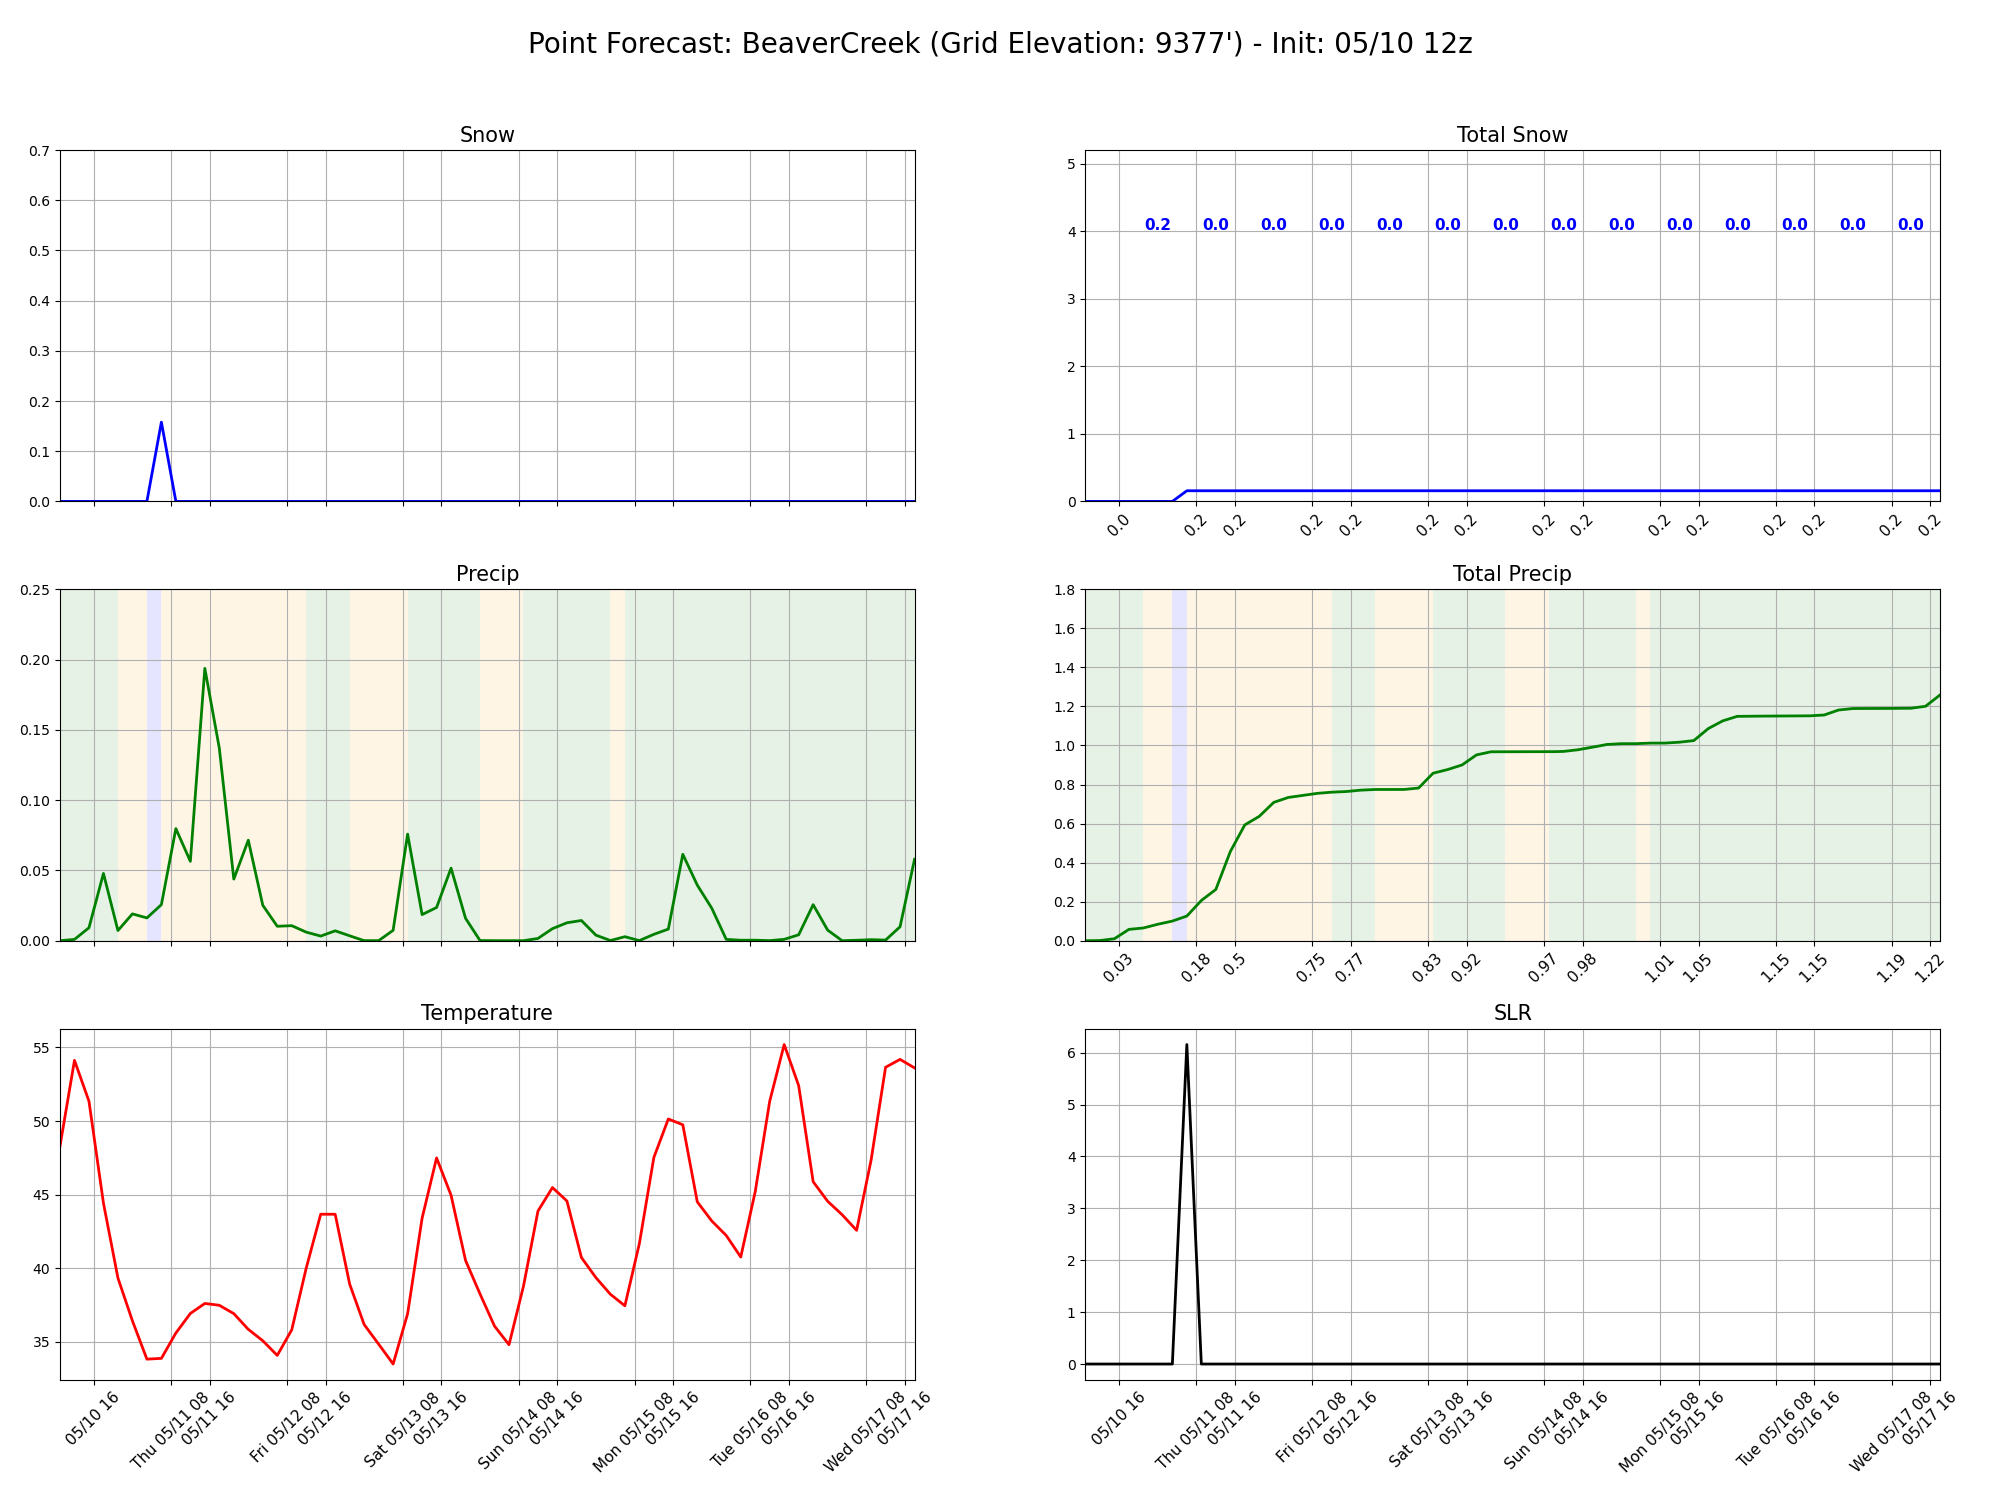 Point Forecast: BeaverCreek (Grid Elevation: 9377') - Init: 05/10 12z
Snow
0.7
0.6
0.5
0.4
0.3
0.2
0.1
0.0
Total Snow
5
4
3
2
1
0
0.2 0.0 0.0 0.0 0.0 0.0 0.0 0.0 0.0 0.0 0.0 0.0 0.0 0.0
0.0 0.2 0.2 0.2 0.2 0.2 0.2 0.2 0.2 0.2 0.2 0.2 0.2 0.2 0.2
Precip
0.25
0.20
0.15
0.10
0.05
0.00
Total Precip
1.8
1.6
1.4
1.2
1.0
0.8
0.6
0.4
0.2
0.0
0.03 0.18 0.5 0.75 0.77 0.83 0.92 0.97 0.98 1.01 1.05 1.15 1.15 1.19 1.22
Temperature
55
50
45
40
35
05/10 16
Thu 05/11 08
05/11 16
Fri 05/12 08
05/12 16
Sat 05/13 08
05/13 16
Sun 05/14 08
05/14 16
Mon 05/15 08
05/15 16
Tue 05/16 08
05/16 16
Wed 05/17 08
05/17 16
SLR
6
5
4
3
2
1
0
05/10 16
Thu 05/11 08
05/11 16
Fri 05/12 08
05/12 16
Sat 05/13 08
05/13 16
Sun 05/14 08
05/14 16
Mon 05/15 08
05/15 16
Tue 05/16 08
05/16 16
Wed 05/17 08
05/17 16